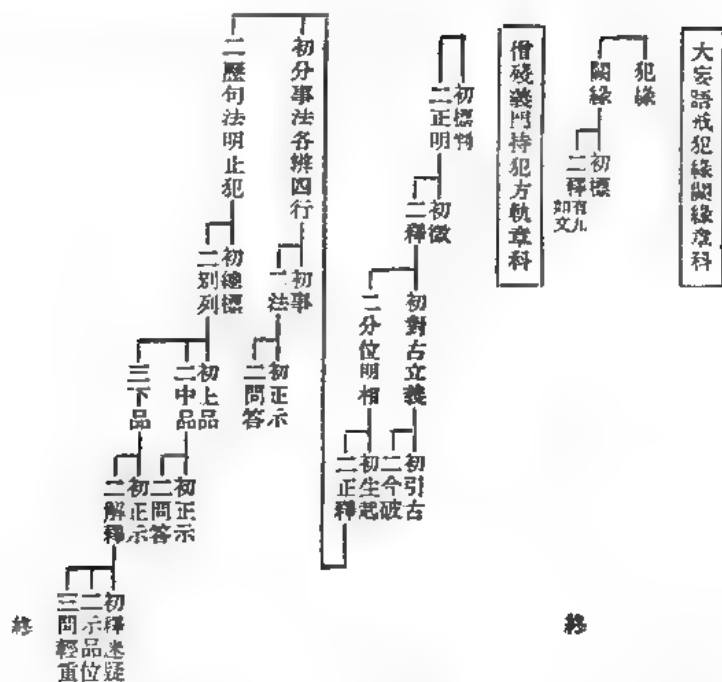 大妄語戒犯緣闕緣章科
犯緣
闕緣
初標
二釋有九如文
終
僧殘義門持犯方軌章科
初標判
二正明
初徵
二釋
初對古立義
二分位明相
初引古
二今破
初生起
二正釋
初分事法各辨四行
二歷句法明止犯
初事
二法
初正示
二問答
初總標
二別列
初上品
二中品
三下品
初正示
二問答
初正示
二解釋
初釋迷疑
二示品位
三問輕重
終